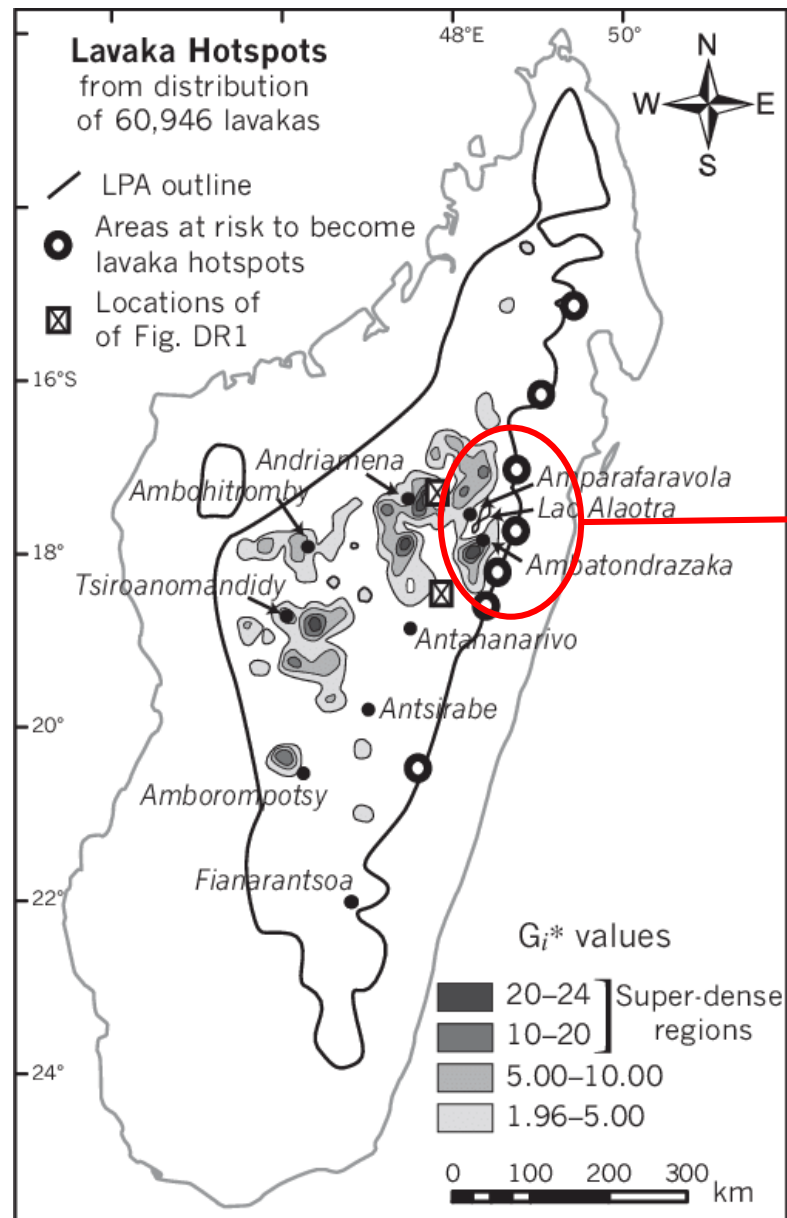 Lavaka Hotspots
from distribution
of 60,946 lavakas
48°E
50°
N
W
E
S
LPA outline
Areas at risk to become
lavaka hotspots
Locations of
of Fig. DR1
16°S
Andriamena
Ambohitromby
Amparafaravola
Lac Alaotra
18°
Ambatondrazaka
Tsiroanomandidy
Antananarivo
20°
Antsirabe
Amborompotsy
Fianarantsoa
22°
24°
Gi* values
20–24
10–20
Super-dense
regions
5.00–10.00
1.96–5.00
0 100 200 300
km